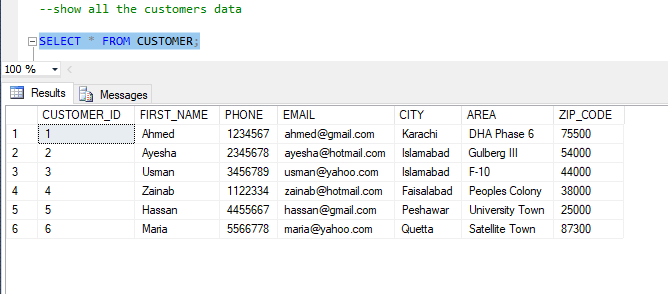 --show all the customers data
SELECT * FROM CUSTOMER;
100 %
Results Messages
CUSTOMER_ID FIRST_NAME PHONE EMAIL CITY AREA ZIP_CODE
1 1 Ahmed 1234567 ahmed@gmail.com Karachi DHA Phase 6 75500
2 2 Ayesha 2345678 ayesha@hotmail.com Islamabad Gulberg III 54000
3 3 Usman 3456789 usman@yahoo.com Islamabad F-10 44000
4 4 Zainab 1122334 zainab@hotmail.com Faisalabad Peoples Colony 38000
5 5 Hassan 4455667 hassan@gmail.com Peshawar University Town 25000
6 6 Maria 5566778 maria@yahoo.com Quetta Satellite Town 87300